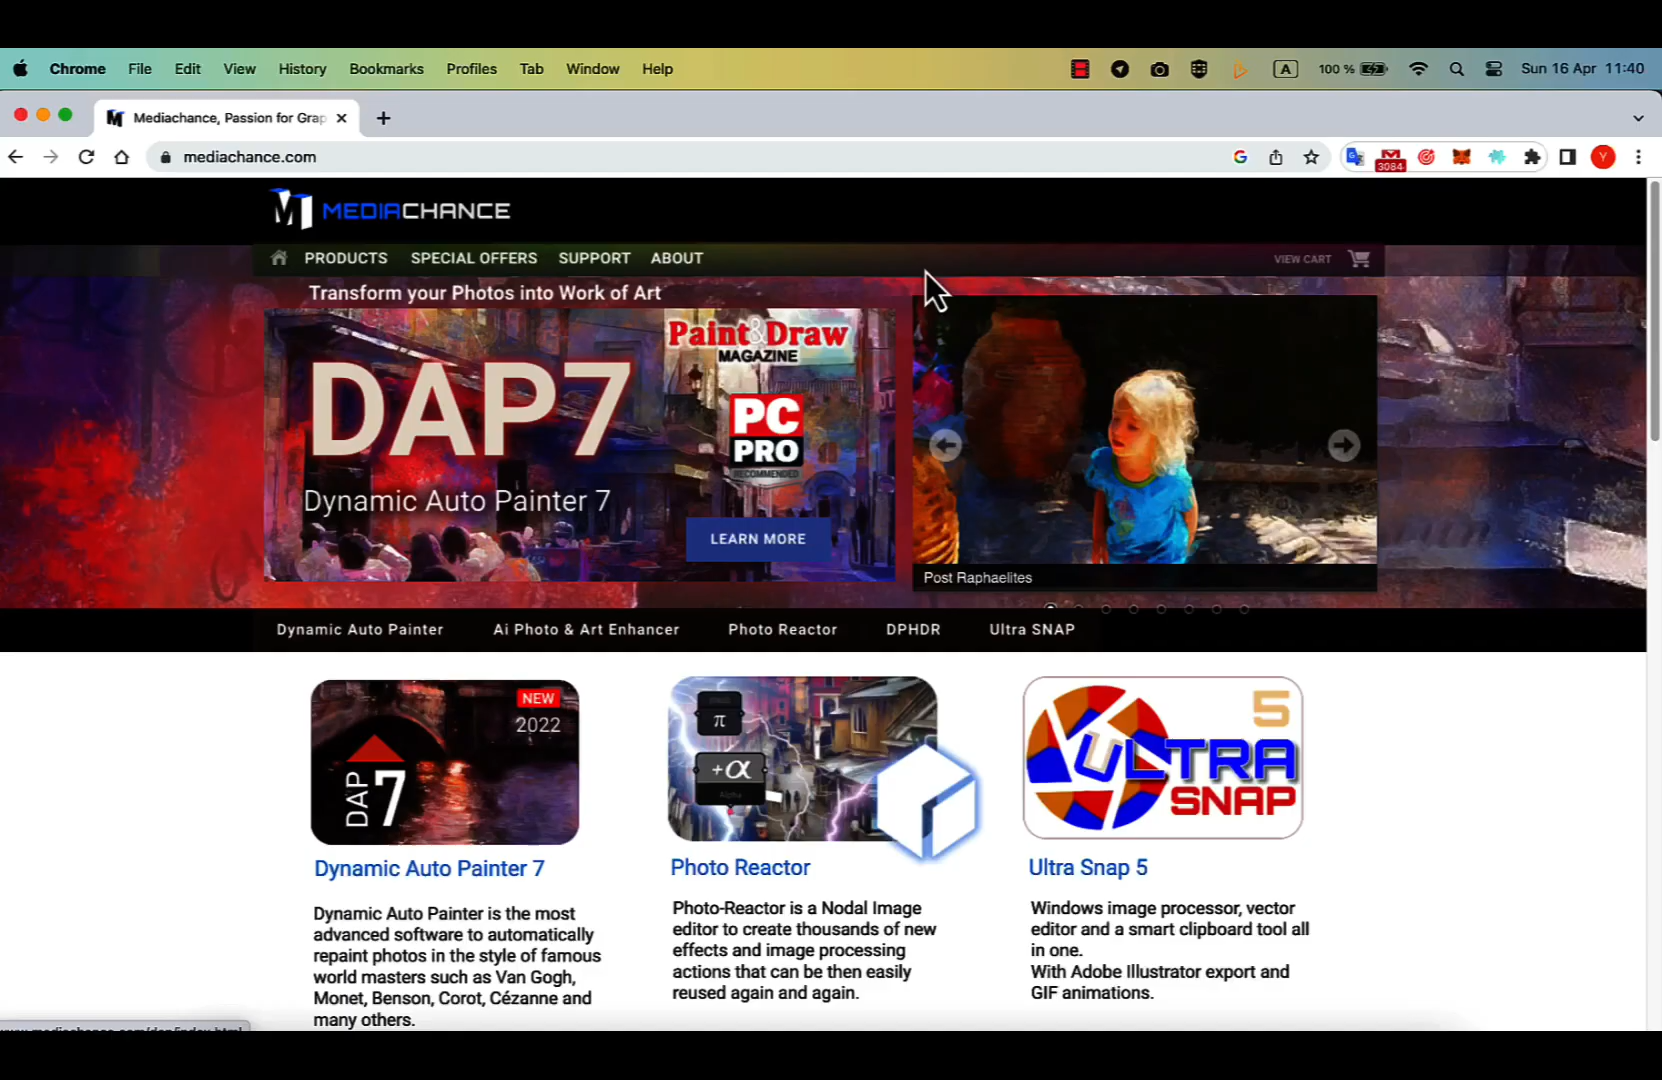 Chrome File Edit View History Bookmarks Profiles Tab Window Help A 100 % Sun 16 Apr 11:40
Mediachance, Passion for Grap
mediachance.com 3084 Y
MEDIACHANCE
PRODUCTS SPECIAL OFFERS SUPPORT ABOUT VIEW CART
Transform your Photos into Work of Art
Paint&Draw
MAGAZINE
DAP7
PC
PRO
RECOMMENDED
Dynamic Auto Painter 7
LEARN MORE
Post Raphaelites
Dynamic Auto Painter Ai Photo & Art Enhancer Photo Reactor DPHDR Ultra SNAP
NEW
2022
DAP 7
π
+α
Alpha
5
ULTRA
SNAP
Dynamic Auto Painter 7
Dynamic Auto Painter is the most
advanced software to automatically
repaint photos in the style of famous
world masters such as Van Gogh,
Monet, Benson, Corot, Cézanne and
many others.
Photo Reactor
Photo-Reactor is a Nodal Image
editor to create thousands of new
effects and image processing
actions that can be then easily
reused again and again.
Ultra Snap 5
Windows image processor, vector
editor and a smart clipboard tool all
in one.
With Adobe Illustrator export and
GIF animations.